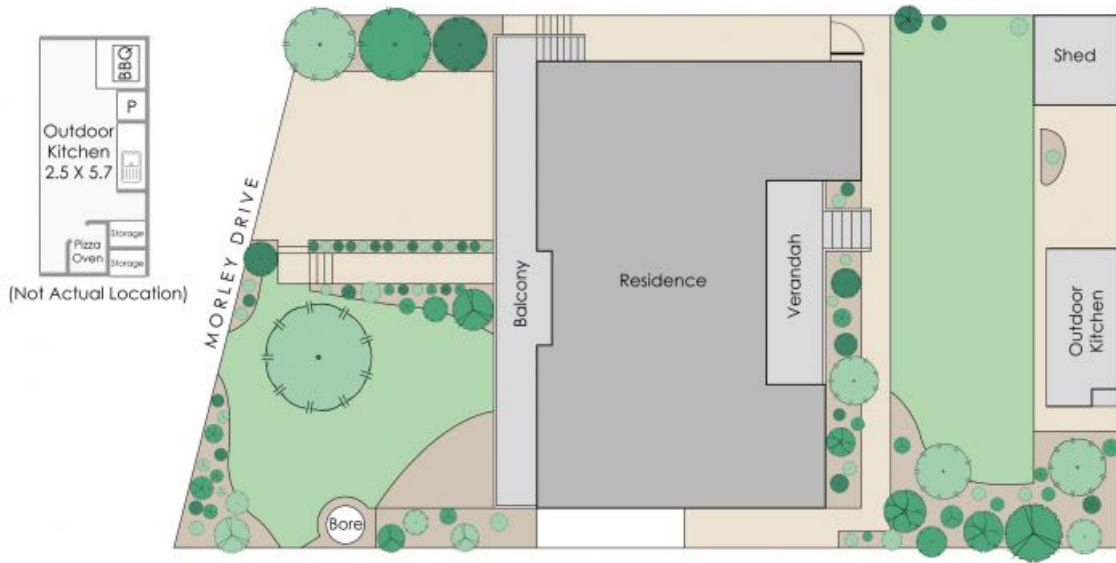 BBQ
P
Outdoor
Kitchen
2.5 X 5.7
Pizza
Oven
Storage
Storage
(Not Actual Location)
MORLEY DRIVE
Balcony
Residence
Verandah
Shed
Outdoor
Kitchen
Bore